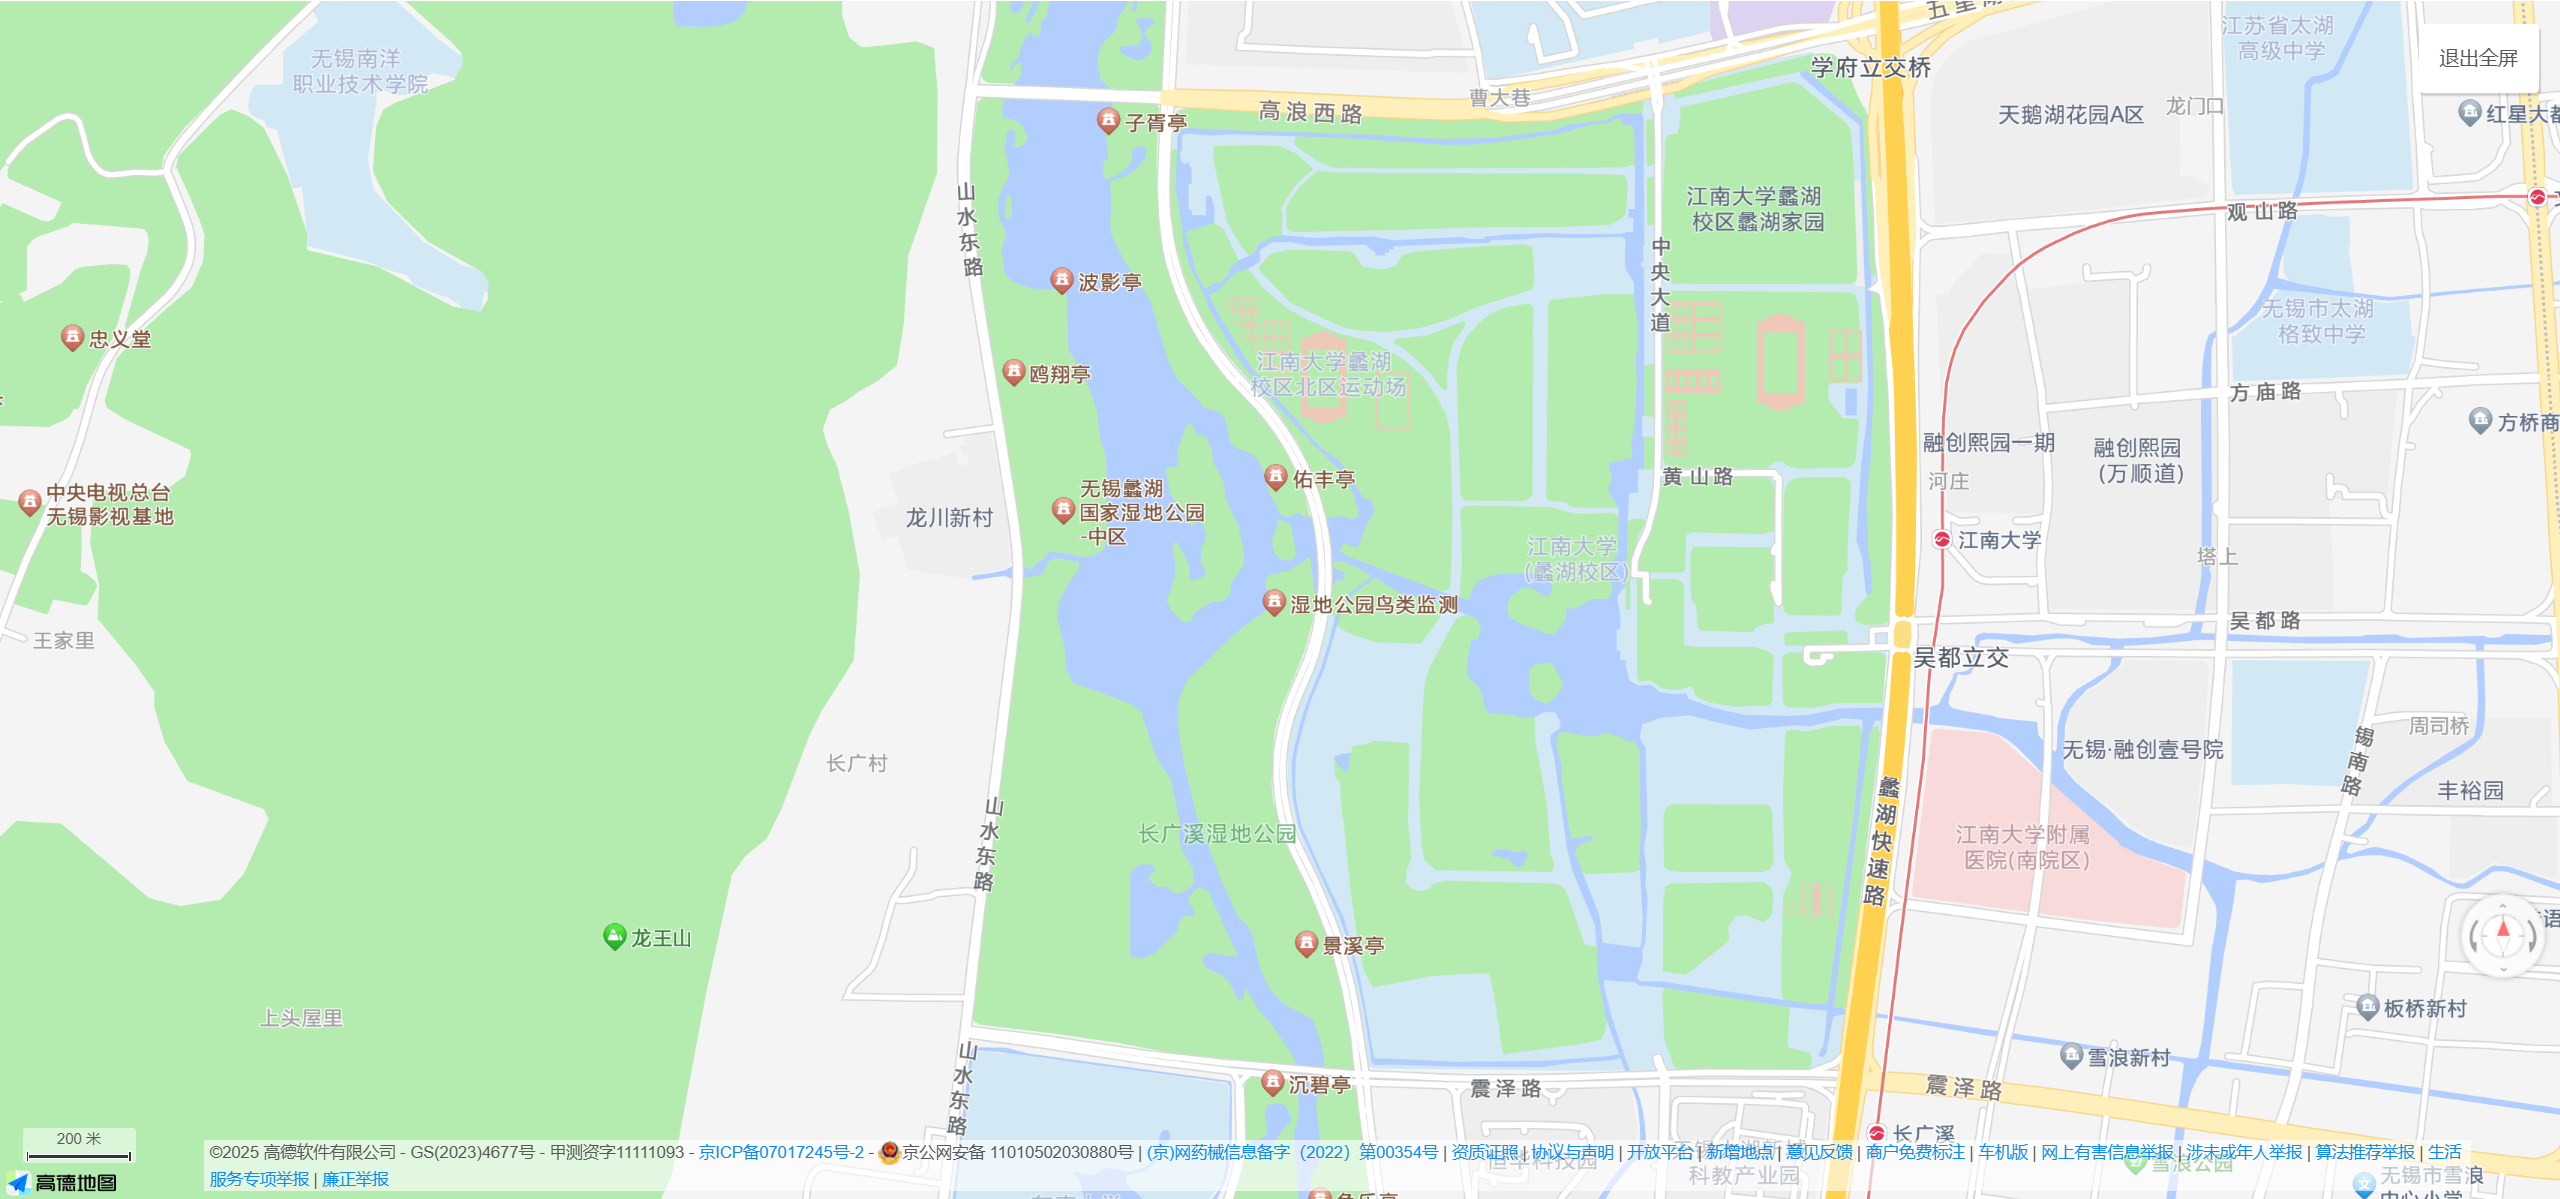 五星湖
江苏省太湖
高级中学
退出全屏
无锡南洋
职业技术学院
学府立交桥
曹大巷
高浪西路
天鹅湖花园A区
龙门口
红星大都
子胥亭
山水东路
江南大学蠡湖
校区蠡湖家园
观山路
中央大道
波影亭
无锡市太湖
格致中学
忠义堂
鸥翔亭
江南大学蠡湖
校区北区运动场
方庙路
方桥商
融创熙园一期
融创熙园
(万顺道)
河庄
佑丰亭
黄山路
中央电视总台
无锡影视基地
无锡蠡湖
国家湿地公园
-中区
龙川新村
江南大学
(蠡湖校区)
江南大学
塔上
湿地公园鸟类监测
吴都路
王家里
吴都立交
周司桥
无锡·融创壹号院
锡南路
长广村
丰裕园
山水东路
蠡湖快速路
长广溪湿地公园
江南大学附属
医院(南院区)
语
龙王山
景溪亭
上头屋里
板桥新村
山水东路
雪浪新村
沉碧亭
震泽路
震泽路
长广溪
200 米
©2025 高德软件有限公司 - GS(2023)4677号 - 甲测资字11111093 - 京ICP备07017245号-2 - 京公网安备 11010502030880号 | (京)网药械信息备字（2022）第00354号 | 资质证照 | 协议与声明 | 开放平台 | 新增地点 | 意见反馈 | 商户免费标注 | 车机版 | 网上有害信息举报 | 涉未成年人举报 | 算法推荐举报 | 生活
服务专项举报 | 廉正举报
科教产业园
雪浪公园
无锡市雪浪
中心小学
高德地图